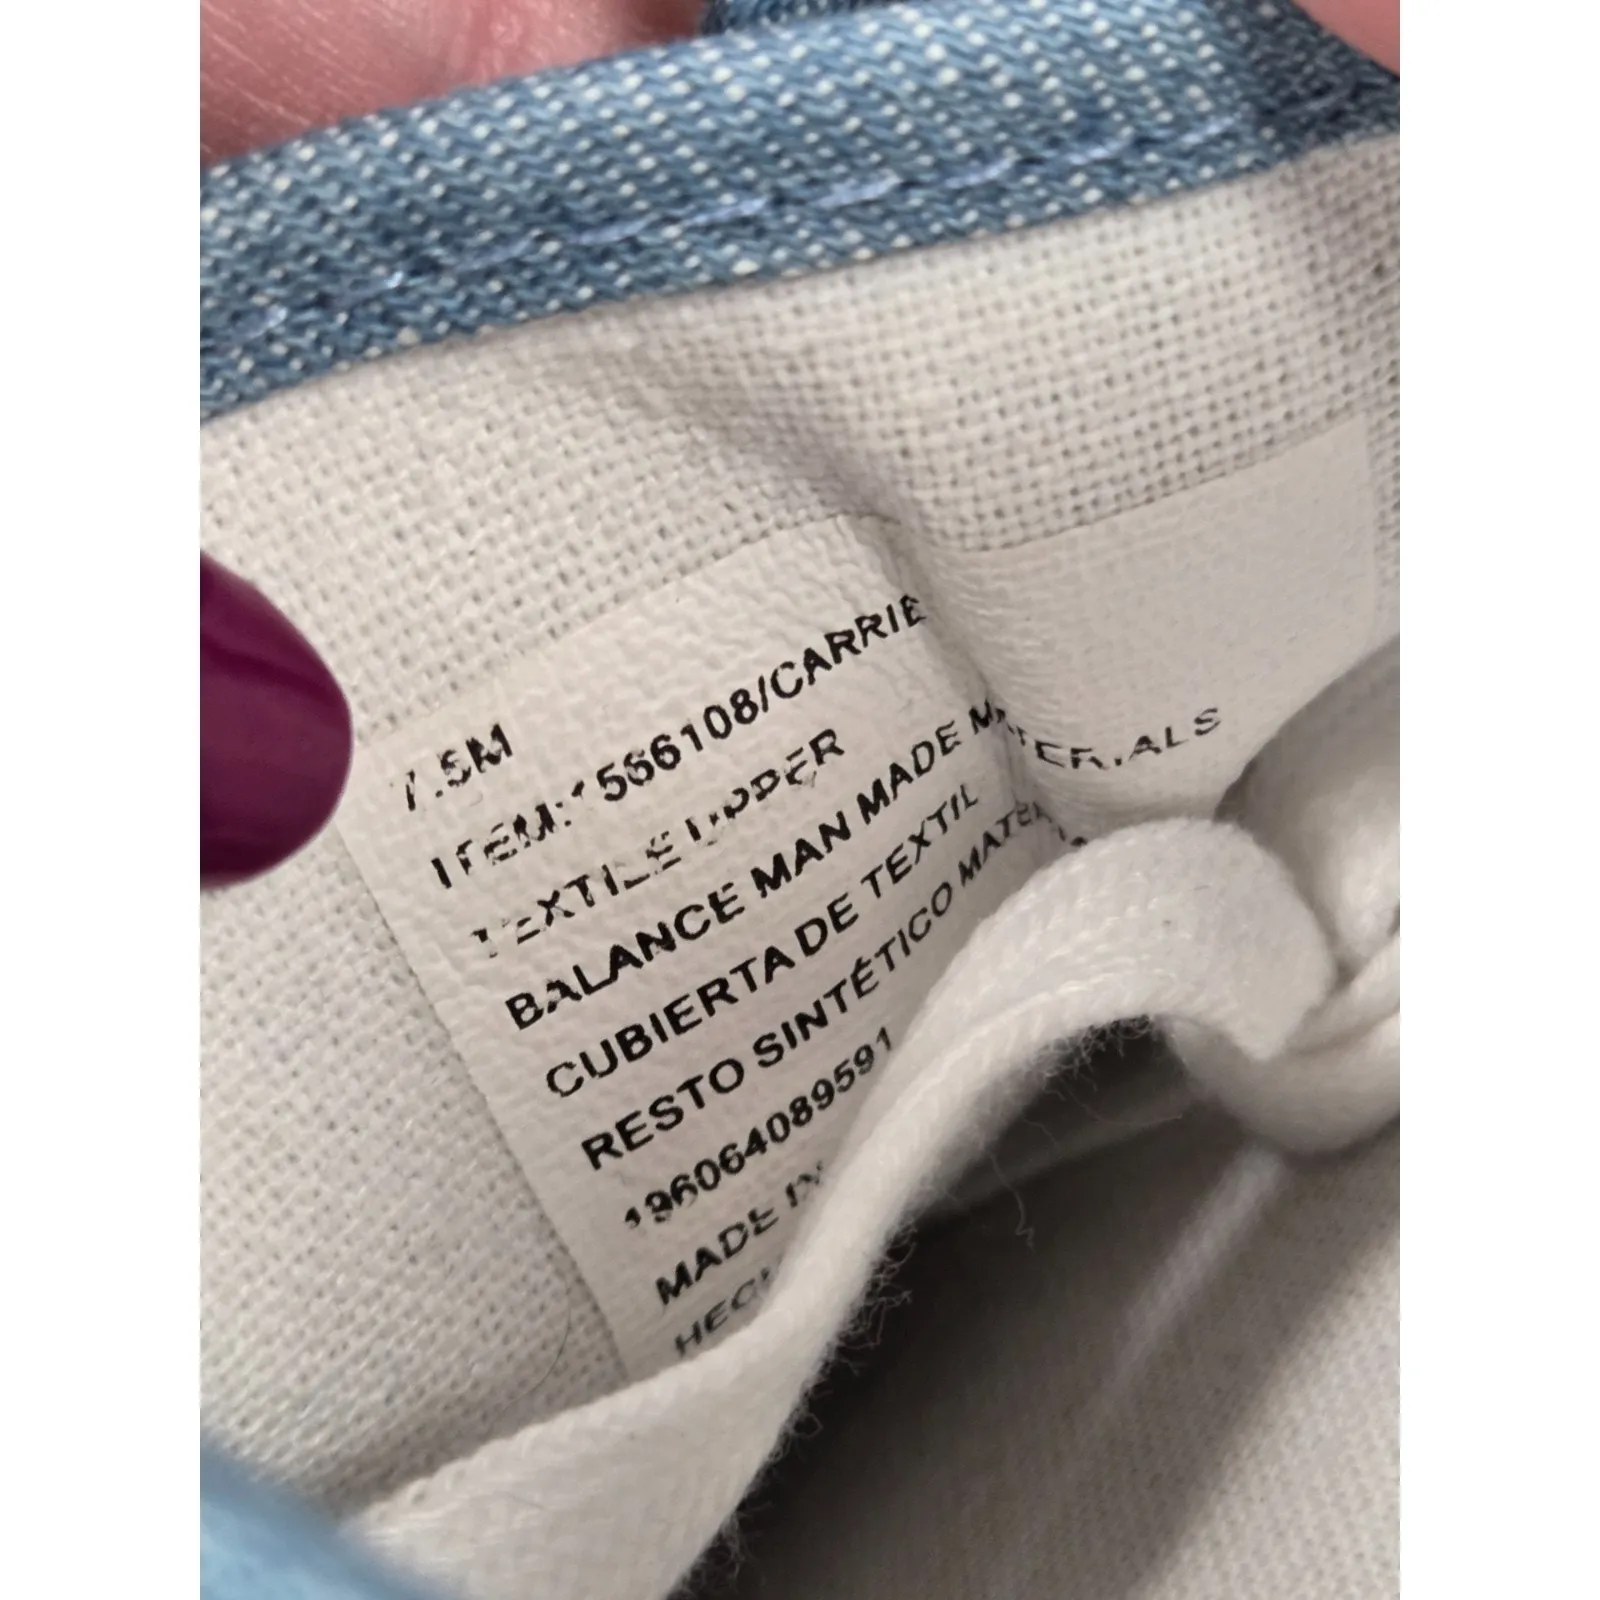 7.5M
ITEM:1566108/CARRIE
TEXTILE UPPER
BALANCE MAN MADE MATERIALS
CUBIERTA DE TEXTIL
RESTO SINTÉTICO
196064089591
MADE IN